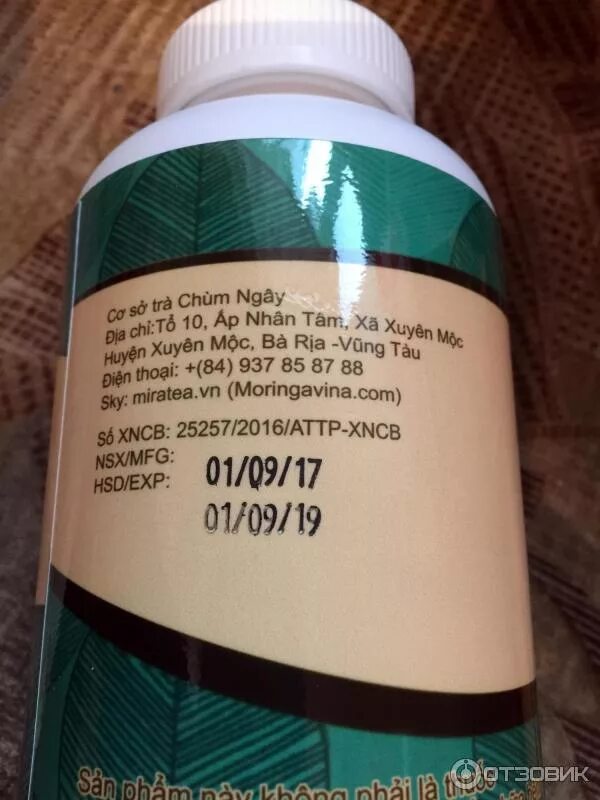 Cơ sở trà Chùm Ngây
Địa chỉ:Tổ 10, Ấp Nhân Tâm, Xã Xuyên Mộc
Huyện Xuyên Mộc, Bà Rịa -Vũng Tàu
Điện thoại: +(84) 937 85 87 88
Sky: miratea.vn (Moringavina.com)
Số XNCB: 25257/2016/ATTP-XNCB
NSX/MFG: 01/09/17
HSD/EXP: 01/09/19
Sản phẩm này không phải là thuốc
ОТЗОВИК